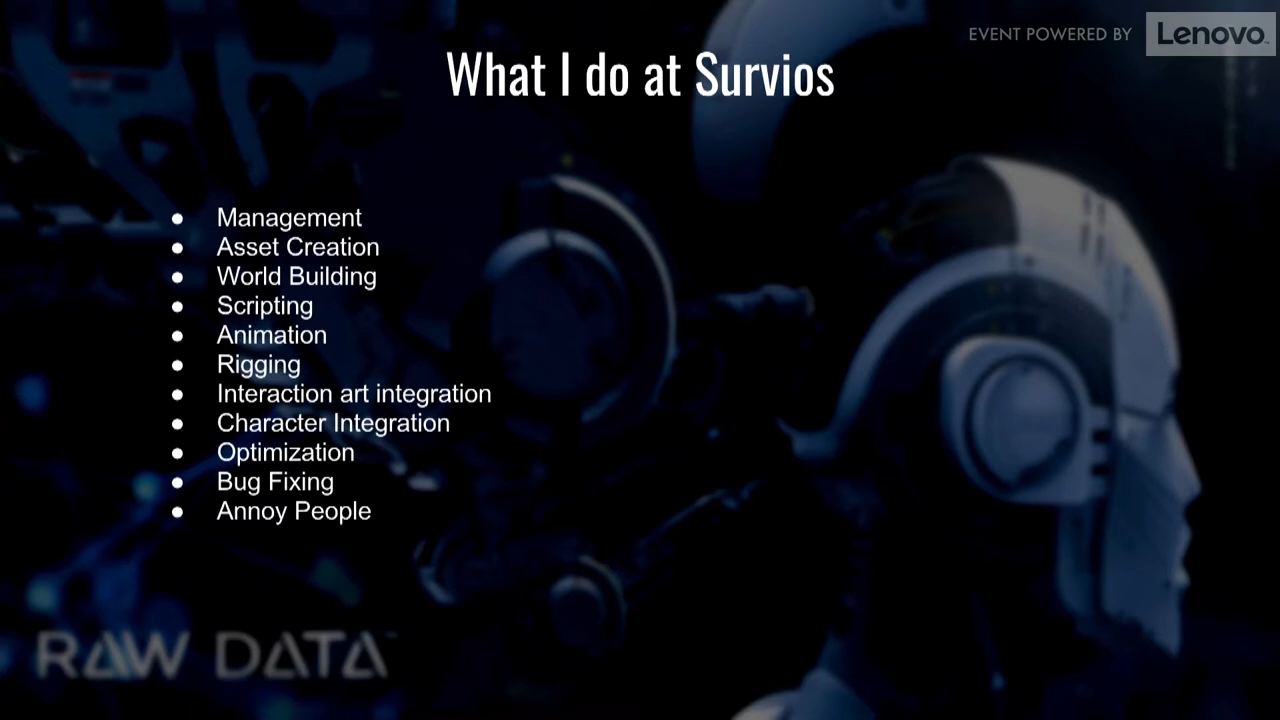 EVENT POWERED BY Lenovo
What I do at Survios
● Management
● Asset Creation
● World Building
● Scripting
● Animation
● Rigging
● Interaction art integration
● Character Integration
● Optimization
● Bug Fixing
● Annoy People
RAW DATA